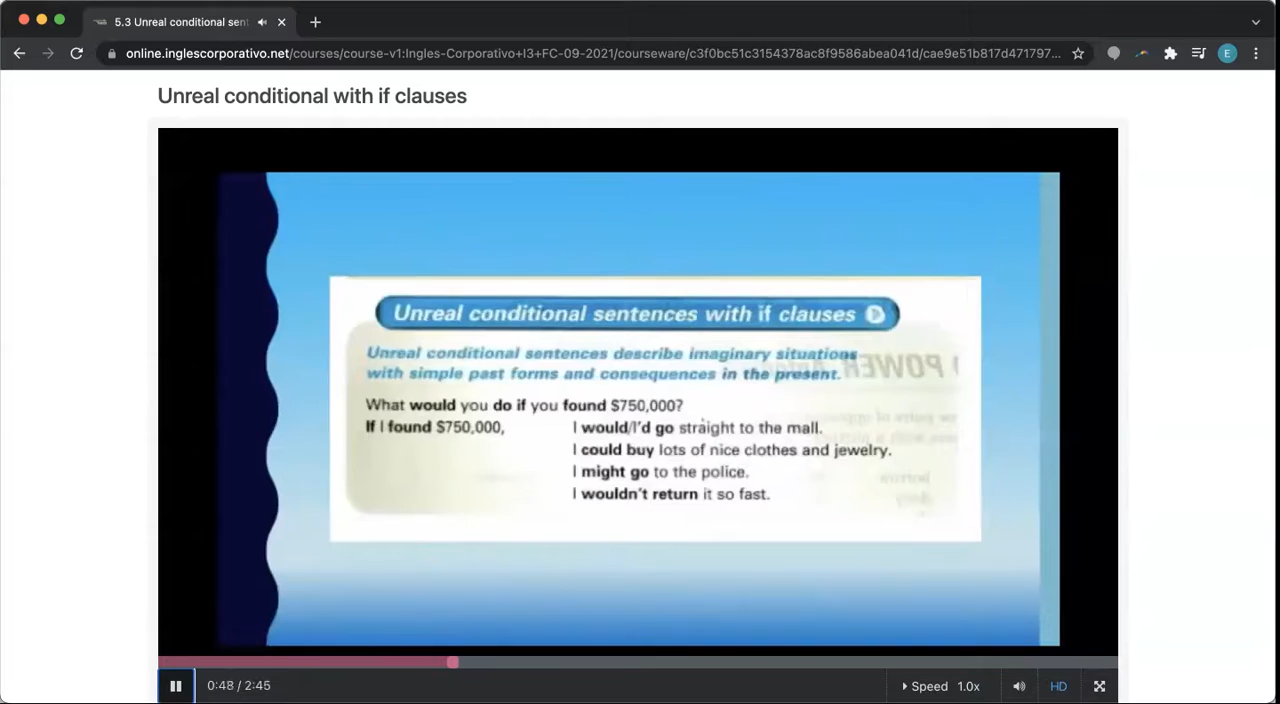 5.3 Unreal conditional sent
online.inglescorporativo.net/courses/course-v1:Ingles-Corporativo+I3+FC-09-2021/courseware/c3f0bc51c3154378ac8f9586abea041d/cae9e51b817d471797...
E
Unreal conditional with if clauses
Unreal conditional sentences with if clauses
Unreal conditional sentences describe imaginary situations
with simple past forms and consequences in the present.
What would you do if you found $750,000?
If I found $750,000, I would/I'd go straight to the mall.
I could buy lots of nice clothes and jewelry.
I might go to the police.
I wouldn't return it so fast.
0:48 / 2:45
Speed 1.0x
HD